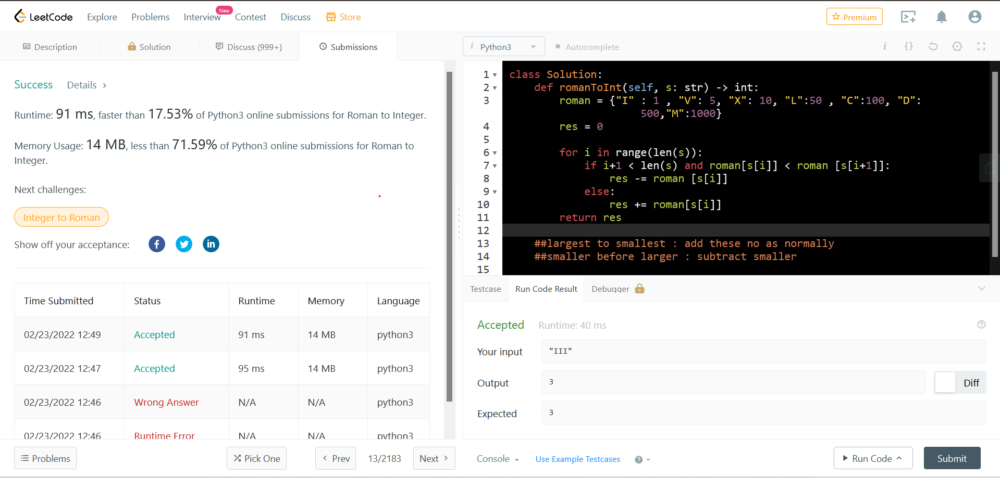 LeetCode Explore Problems Interview New Contest Discuss Store Premium
Description Solution Discuss (999+) Submissions
Success Details >
Runtime: 91 ms, faster than 17.53% of Python3 online submissions for Roman to Integer.
Memory Usage: 14 MB, less than 71.59% of Python3 online submissions for Roman to
Integer.
Next challenges:
Integer to Roman
Show off your acceptance:
Time Submitted Status Runtime Memory Language
02/23/2022 12:49 Accepted 91 ms 14 MB python3
02/23/2022 12:47 Accepted 95 ms 14 MB python3
02/23/2022 12:46 Wrong Answer N/A N/A python3
02/23/2022 12:46 Runtime Error N/A N/A python3
Problems Pick One < Prev 13/2183 Next >
i Python3 Autocomplete i {}
1 class Solution:
2 def romanToInt(self, s: str) -> int:
3 roman = {"I" : 1 , "V": 5, "X": 10, "L":50 , "C":100, "D":
500,"M":1000}
4 res = 0
5
6 for i in range(len(s)):
7 if i+1 < len(s) and roman[s[i]] < roman [s[i+1]]:
8 res -= roman [s[i]]
9 else:
10 res += roman[s[i]]
11 return res
12
13 ##largest to smallest : add these no as normally
14 ##smaller before larger : subtract smaller
15
Testcase Run Code Result Debugger
Accepted Runtime: 40 ms
Your input "III"
Output 3 Diff
Expected 3
Console Use Example Testcases Run Code Submit